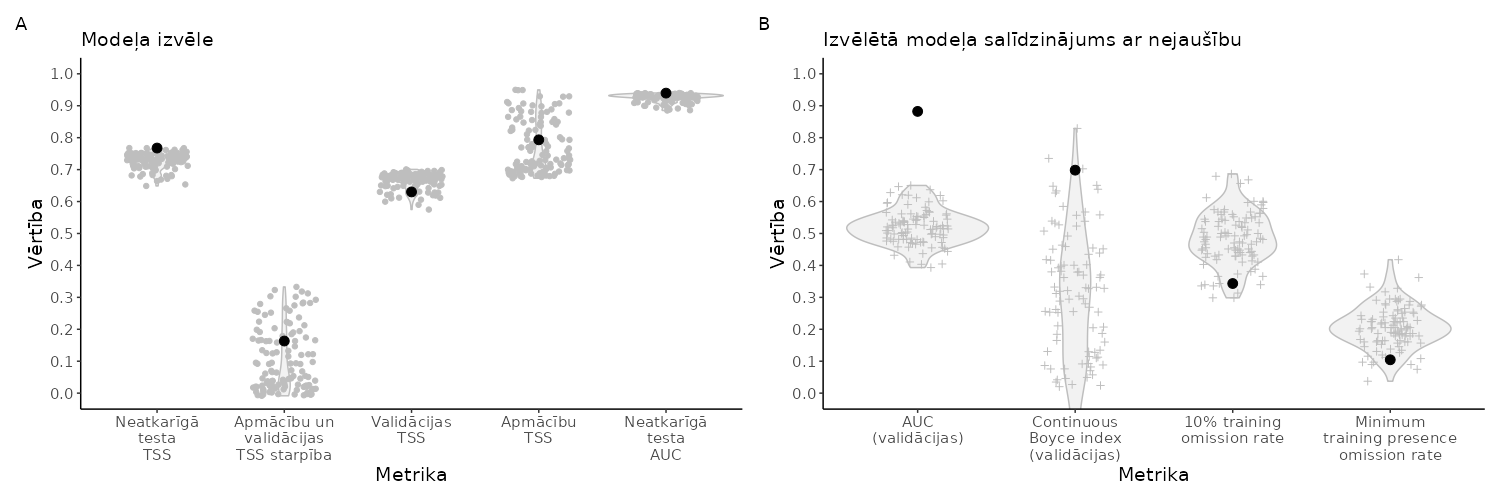 A
Modeļa izvēle
Vērtība
1.0
0.9
0.8
0.7
0.6
0.5
0.4
0.3
0.2
0.1
0.0
Neatkarīgā
testa
TSS
Apmācību un
validācijas
TSS starpība
Validācijas
TSS
Apmācību
TSS
Neatkarīgā
testa
AUC
Metrika
B
Izvēlētā modeļa salīdzinājums ar nejaušību
Vērtība
1.0
0.9
0.8
0.7
0.6
0.5
0.4
0.3
0.2
0.1
0.0
AUC
(validācijas)
Continuous
Boyce index
(validācijas)
10% training
omission rate
Minimum
training presence
omission rate
Metrika